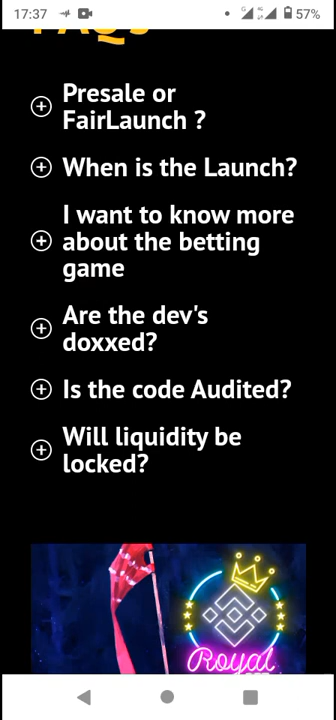 17:37
57%
FAQs
Presale or
FairLaunch ?
When is the Launch?
I want to know more
about the betting
game
Are the dev's
doxxed?
Is the code Audited?
Will liquidity be
locked?
Royal